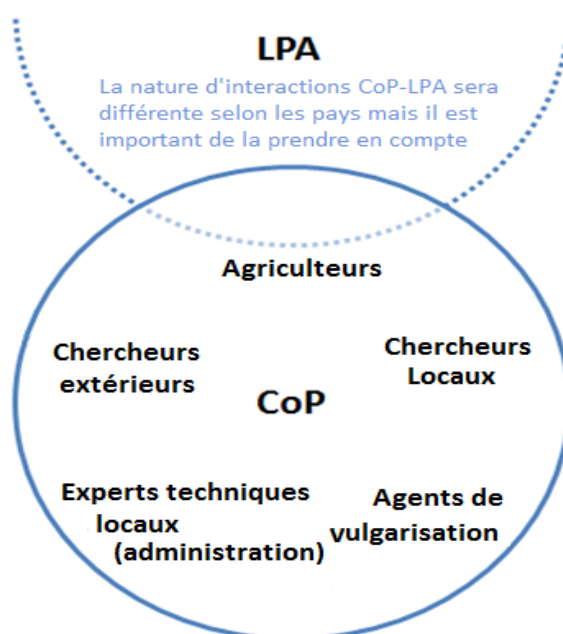 LPA
La nature d'interactions CoP-LPA sera
différente selon les pays mais il est
important de la prendre en compte
Agriculteurs
Chercheurs
extérieurs
Chercheurs
Locaux
CoP
Experts techniques
locaux
(administration)
Agents de
vulgarisation